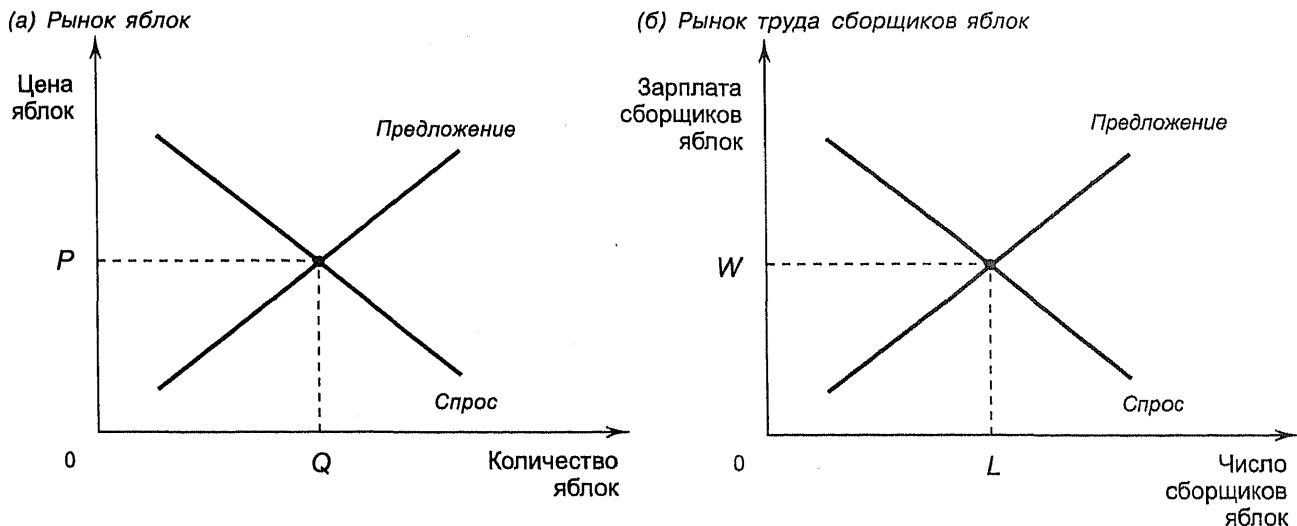 (а) Рынок яблок
Цена
яблок
Предложение
P
Спрос
0
Q
Количество
яблок
(б) Рынок труда сборщиков яблок
Зарплата
сборщиков
яблок
Предложение
W
Спрос
0
L
Число
сборщиков
яблок